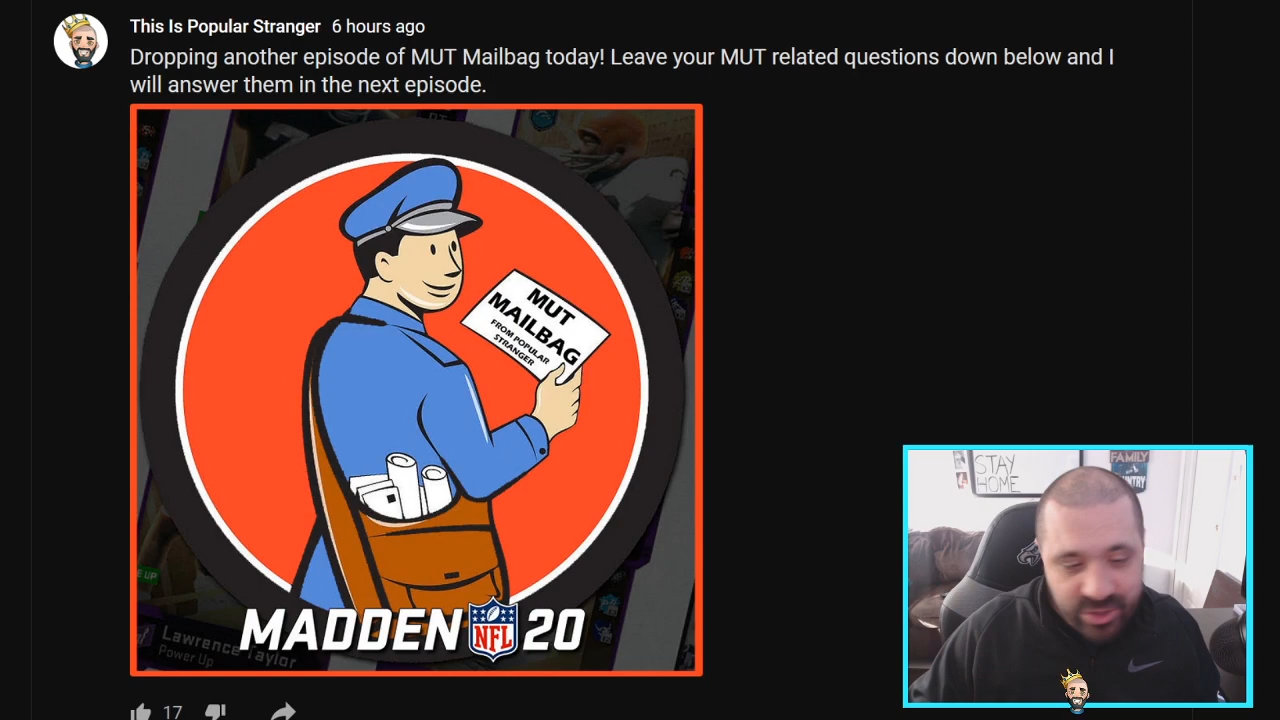 This Is Popular Stranger 6 hours ago
Dropping another episode of MUT Mailbag today! Leave your MUT related questions down below and I
will answer them in the next episode.
MUT
MAILBAG
FROM POPULAR
STRANGER
MADDEN NFL 20
Lawrence Taylor
Power Up
17
STAY
HOME
FAMILY